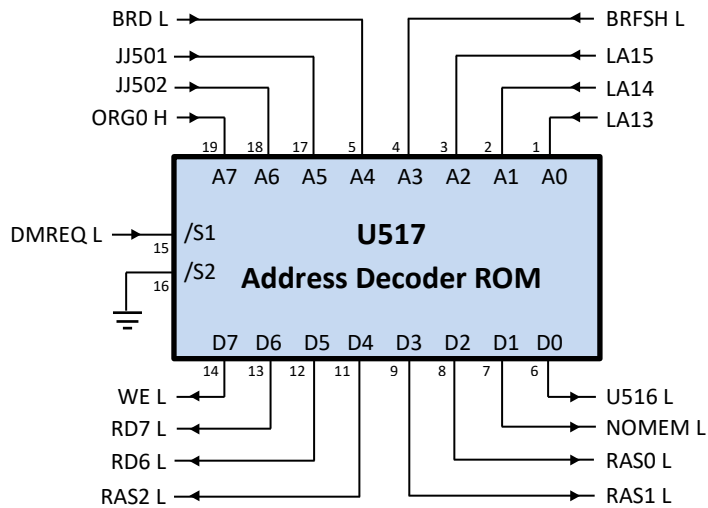 BRD L
BRFSH L
JJ501
LA15
JJ502
LA14
ORG0 H
LA13
19 18 17 5 4 3 2 1
A7 A6 A5 A4 A3 A2 A1 A0
DMREQ L
15
/S1
U517
16
/S2
Address Decoder ROM
D7 D6 D5 D4 D3 D2 D1 D0
14 13 12 11 9 8 7 6
WE L
U516 L
RD7 L
NOMEM L
RD6 L
RAS0 L
RAS2 L
RAS1 L